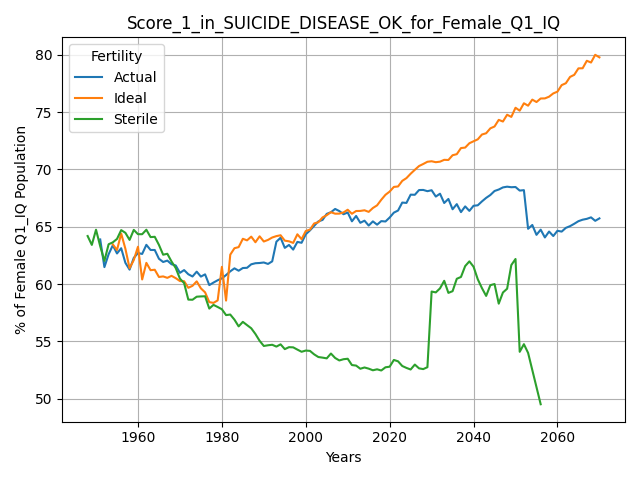 Score_1_in_SUICIDE_DISEASE_OK_for_Female_Q1_IQ
Fertility
Actual
Ideal
Sterile
% of Female Q1_IQ Population
80
75
70
65
60
55
50
1960
1980
2000
2020
2040
2060
Years